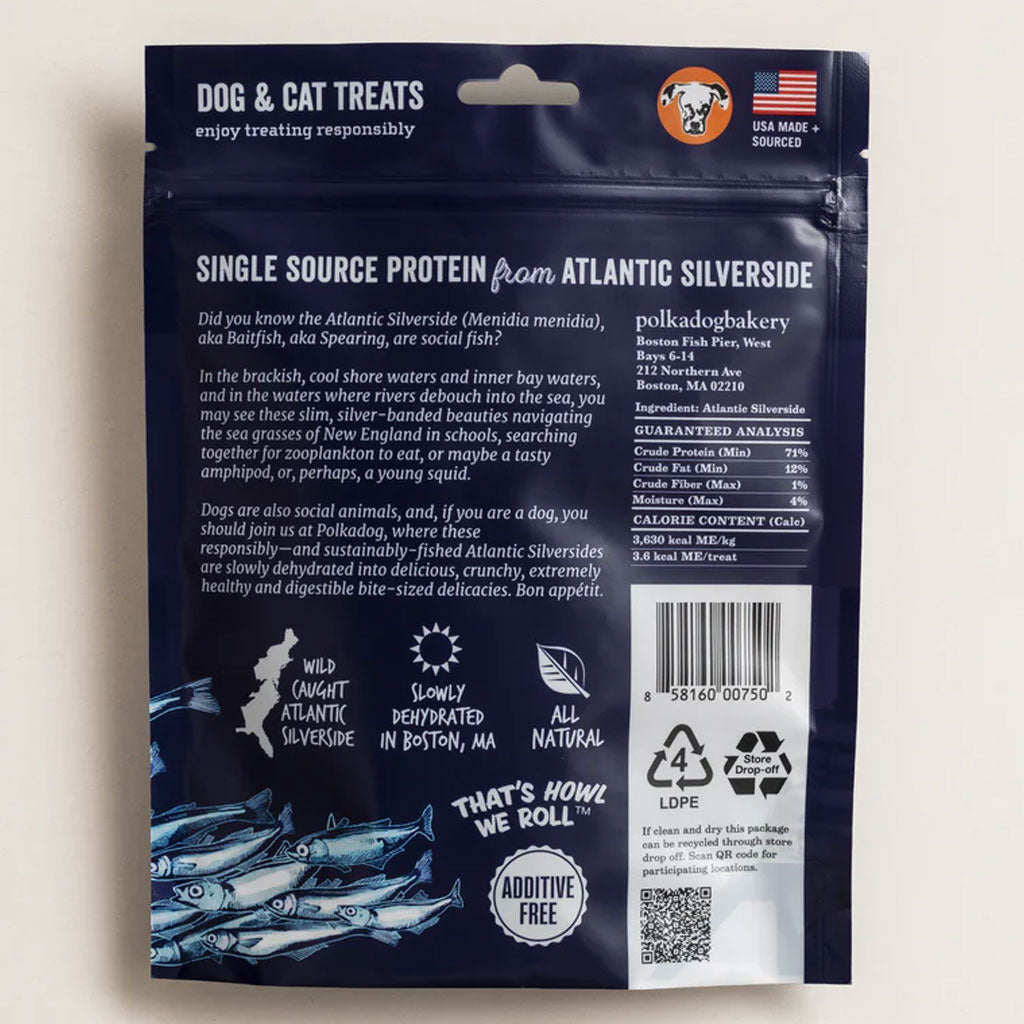 DOG & CAT TREATS
enjoy treating responsibly
USA MADE +
SOURCED
SINGLE SOURCE PROTEIN from ATLANTIC SILVERSIDE
Did you know the Atlantic Silverside (Menidia menidia),
aka Baitfish, aka Spearing, are social fish?
In the brackish, cool shore waters and inner bay waters,
and in the waters where rivers debouch into the sea, you
may see these slim, silver-banded beauties navigating
the sea grasses of New England in schools, searching
together for zooplankton to eat, or maybe a tasty
amphipod, or, perhaps, a young squid.
Dogs are also social animals, and, if you are a dog, you
should join us at Polkadog, where these
responsibly—and sustainably-fished Atlantic Silversides
are slowly dehydrated into delicious, crunchy, extremely
healthy and digestible bite-sized delicacies. Bon appétit.
polkadogbakery
Boston Fish Pier, West
Bays 6-14
212 Northern Ave
Boston, MA 02210
Ingredient: Atlantic Silverside
GUARANTEED ANALYSIS
Crude Protein (Min) 71%
Crude Fat (Min) 12%
Crude Fiber (Max) 1%
Moisture (Max) 4%
CALORIE CONTENT (Calc)
3,630 kcal ME/kg
3.6 kcal ME/treat
WILD
CAUGHT
ATLANTIC
SILVERSIDE
SLOWLY
DEHYDRATED
IN BOSTON, MA
ALL
NATURAL
THAT'S HOWL
WE ROLL™
ADDITIVE
FREE
8 58160 00750 2
4
LDPE
Store
Drop-off
If clean and dry this package
can be recycled through store
drop off. Scan QR code for
participating locations.